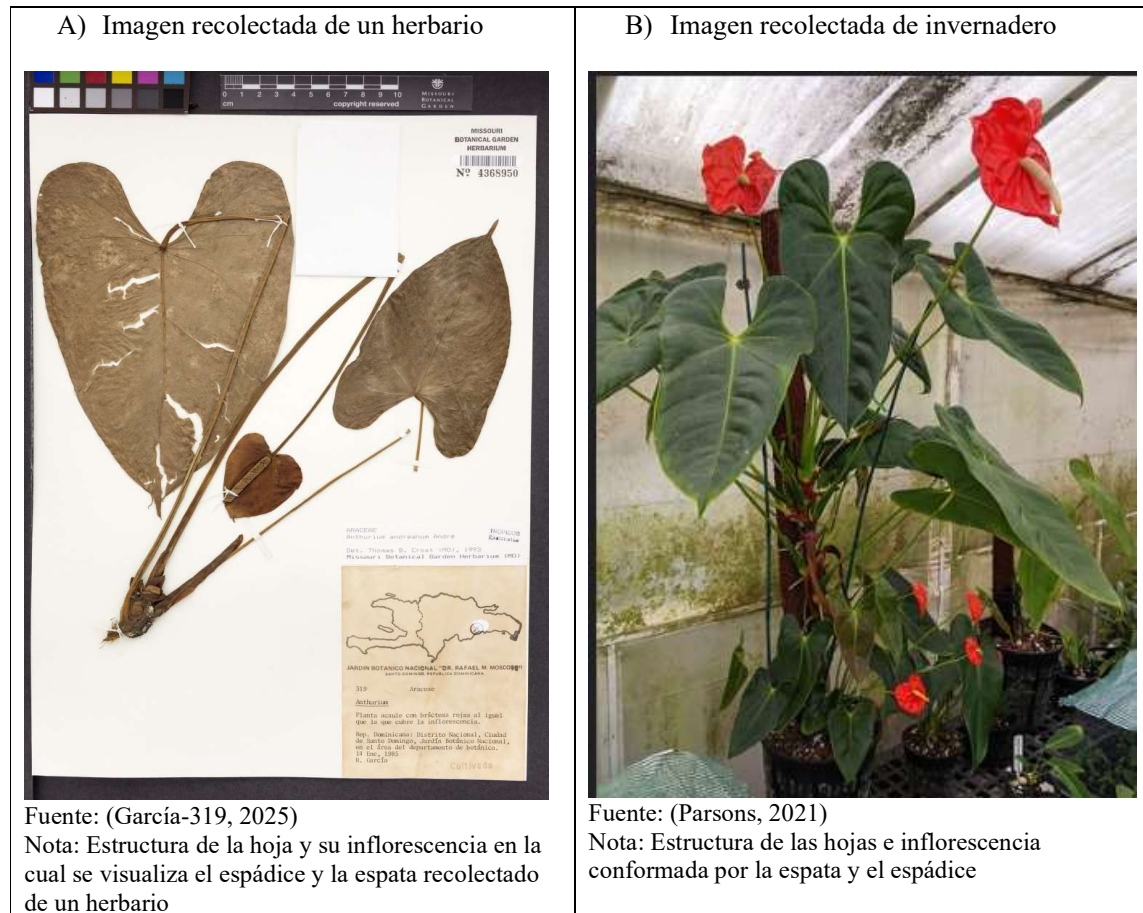 A) Imagen recolectada de un herbario
cm 1 2 3 4 5 6 7 8 9 10
copyright reserved
MISSOURI
BOTANICAL
GARDEN
MISSOURI
BOTANICAL GARDEN
HERBARIUM
Nº 4368950
ARACEAE
Anthurium andreanum André
Det. Thomas B. Croat (MO), 1993
Missouri Botanical Garden Herbarium (MO)
JARDIN BOTANICO NACIONAL "DR. RAFAEL M. MOSCOSO"
SANTO DOMINGO, REPUBLICA DOMINICANA
319 Araceae
Anthurium
Planta acaule con brácteas rojas al igual
que la que cubre la inflorescencia.
Rep. Dominicana: Distrito Nacional, Ciudad
de Santo Domingo, Jardín Botánico Nacional,
en el área del departamento de botánica.
14 Ene, 1985
R. García
Cultivada
Fuente: (García-319, 2025)
Nota: Estructura de la hoja y su inflorescencia en la
cual se visualiza el espádice y la espata recolectado
de un herbario
B) Imagen recolectada de invernadero
Fuente: (Parsons, 2021)
Nota: Estructura de las hojas e inflorescencia
conformada por la espata y el espádice